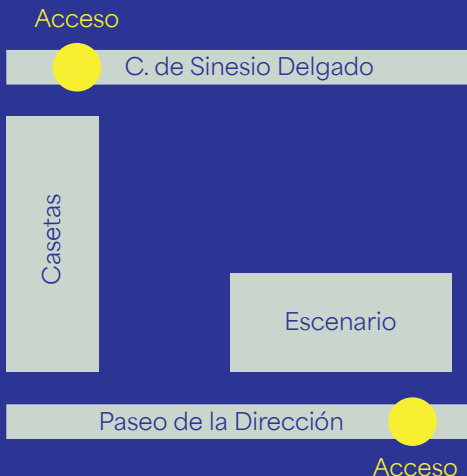 Acceso
C. de Sinesio Delgado
Casetas
Escenario
Paseo de la Dirección
Acceso